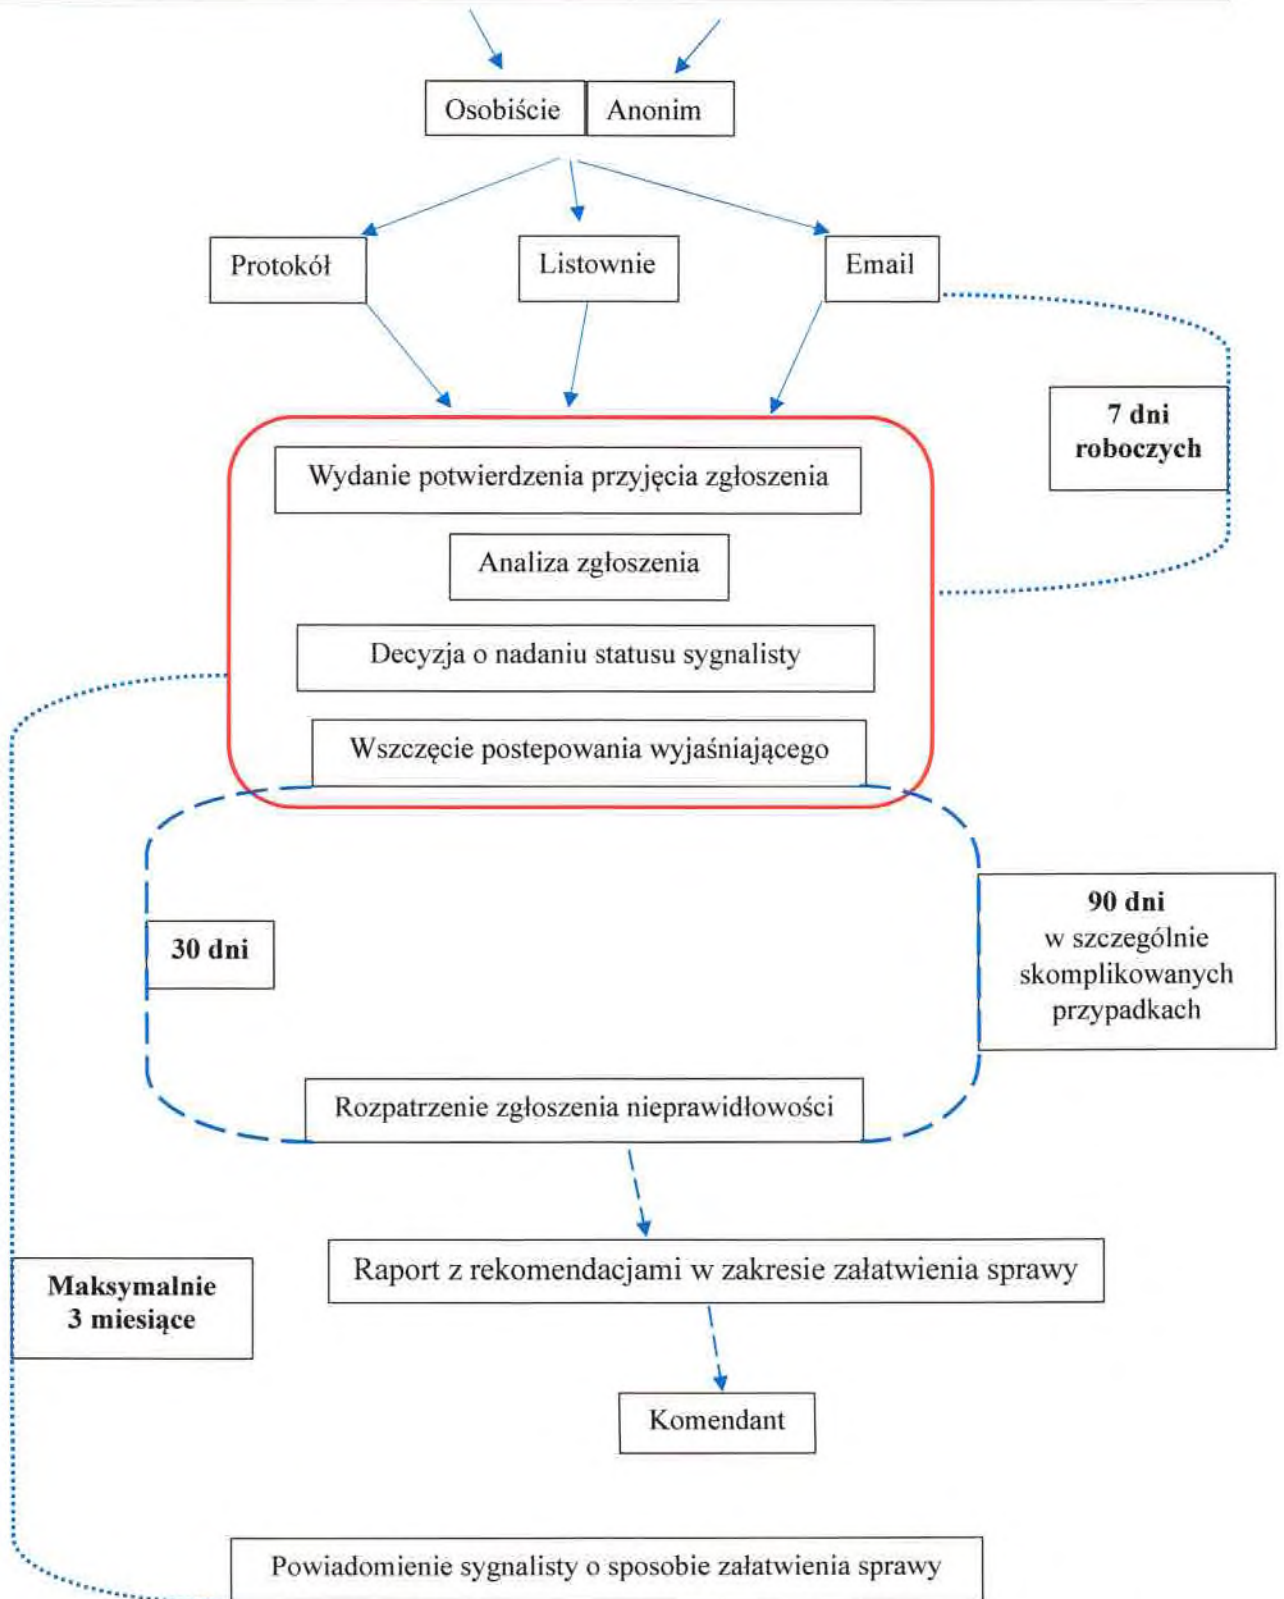 Osobiście Anonim
Protokół Listownie Email
7 dni
roboczych
Wydanie potwierdzenia przyjęcia zgłoszenia
Analiza zgłoszenia
Decyzja o nadaniu statusu sygnalisty
Wszczęcie postepowania wyjaśniającego
30 dni
90 dni
w szczególnie
skomplikowanych
przypadkach
Rozpatrzenie zgłoszenia nieprawidłowości
Raport z rekomendacjami w zakresie załatwienia sprawy
Maksymalnie
3 miesiące
Komendant
Powiadomienie sygnalisty o sposobie załatwienia sprawy